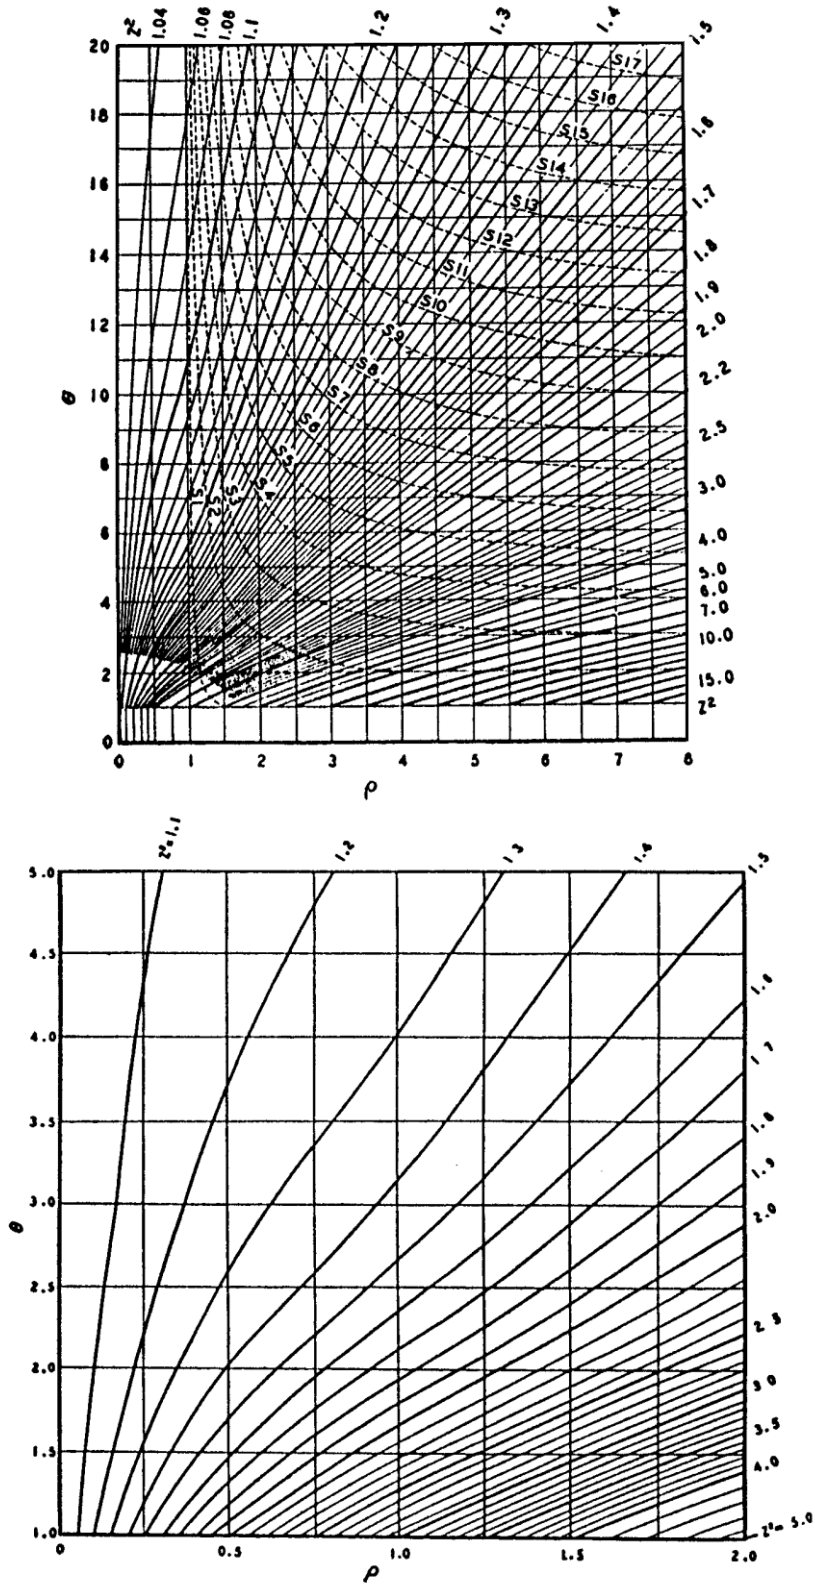 Z² 1.04 1.06 1.08 1.1 1.2 1.3 1.4 1.5
20
18
16
14
12
10
8
6
4
2
0
θ
S17
S16
S15
S14
S13
S12
S11
S10
S9
S8
S7
S6
S5
S4
S3
S2
S1
1.6
1.7
1.8
1.9
2.0
2.2
2.5
3.0
4.0
5.0
6.0
7.0
10.0
15.0
Z²
0 1 2 3 4 5 6 7 8
ρ
Z²=1.1 1.2 1.3 1.4 1.5
5.0
4.5
4.0
3.5
3.0
2.5
2.0
1.5
1.0
θ
1.6
1.7
1.8
1.9
2.0
2.5
3.0
3.5
4.0
Z²= 5.0
0 0.5 1.0 1.5 2.0
ρ